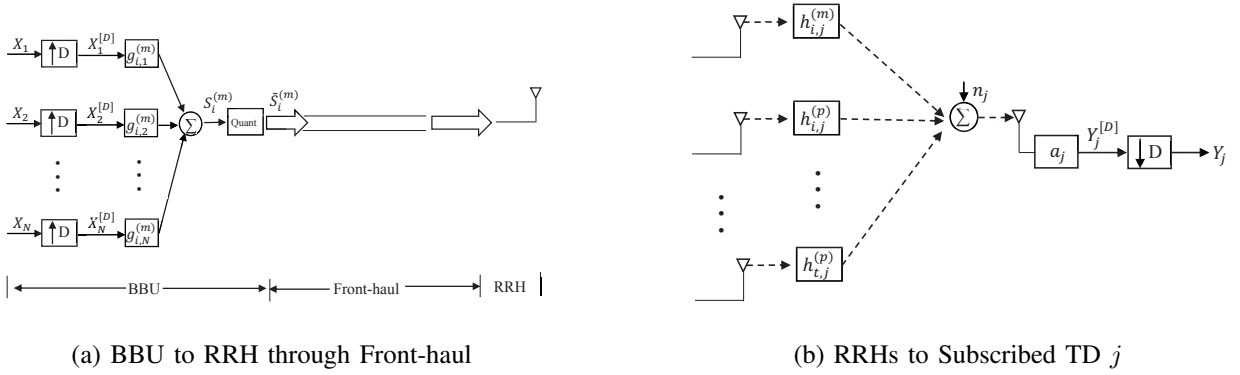 X_1 ↑D X_1^{[D]} g_{i,1}^{(m)}
X_2 ↑D X_2^{[D]} g_{i,2}^{(m)} Σ S_i^{(m)} Quant S̃_i^{(m)}
X_N ↑D X_N^{[D]} g_{i,N}^{(m)}
BBU Front-haul RRH
(a) BBU to RRH through Front-haul
h_{i,j}^{(m)}
h_{i,j}^{(p)} Σ n_j a_j Y_j^{[D]} ↓D Y_j
h_{t,j}^{(p)}
(b) RRHs to Subscribed TD j